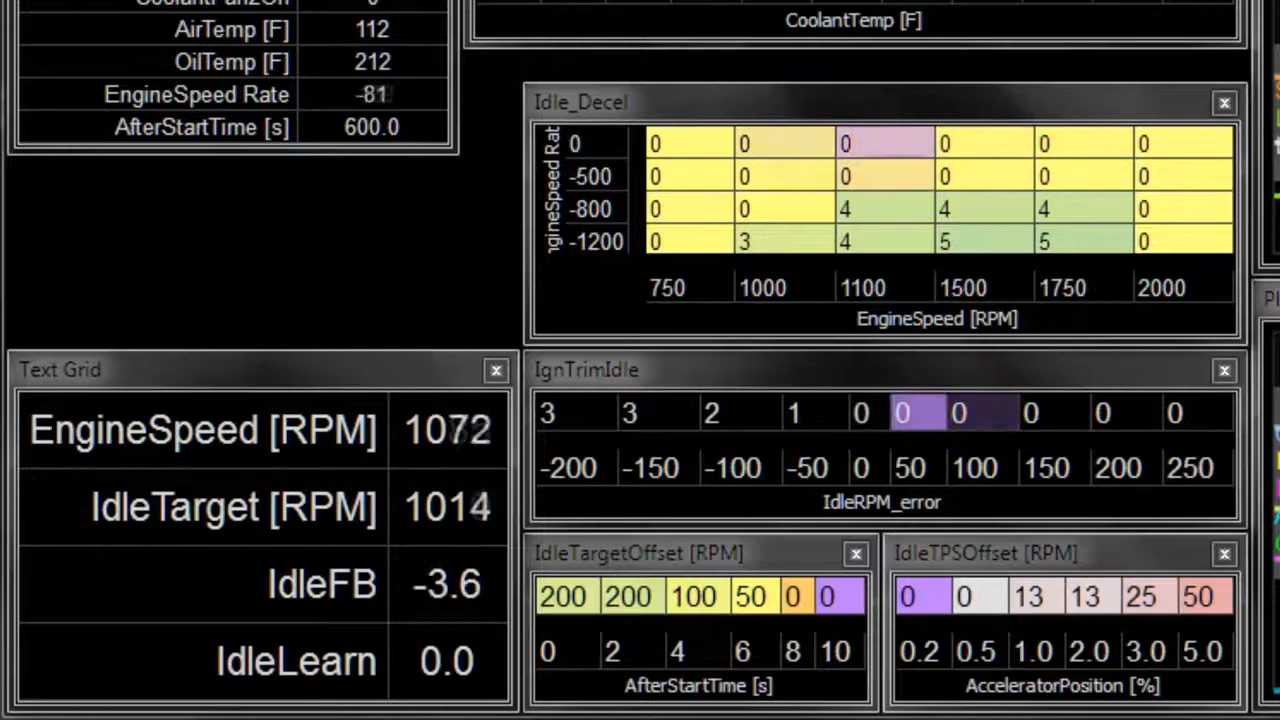 AirTemp [F] 112
OilTemp [F] 212
EngineSpeed Rate -81
AfterStartTime [s] 600.0
CoolantTemp [F]
Idle_Decel x
0 0 0 0 0 0 0
-500 0 0 0 0 0 0
-800 0 0 4 4 4 0
-1200 0 3 4 5 5 0
750 1000 1100 1500 1750 2000
EngineSpeed [RPM]
Text Grid x
EngineSpeed [RPM] 1072
IdleTarget [RPM] 1014
IdleFB -3.6
IdleLearn 0.0
IgnTrimIdle x
3 3 2 1 0 0 0 0 0 0
-200 -150 -100 -50 0 50 100 150 200 250
IdleRPM_error
IdleTargetOffset [RPM] x
200 200 100 50 0 0
0 2 4 6 8 10
AfterStartTime [s]
IdleTPSOffset [RPM] x
0 0 13 13 25 50
0.2 0.5 1.0 2.0 3.0 5.0
AcceleratorPosition [%]